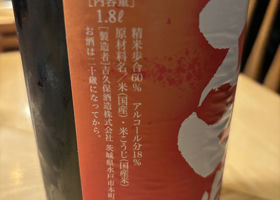 [内容量]
1.8ℓ
精米歩合60% アルコール分18%
原材料名/米(国産)・米こうじ(国産米)
[製造者]吉久保酒造株式会社 茨城県水戸市本町
お酒は二十歳になってから。